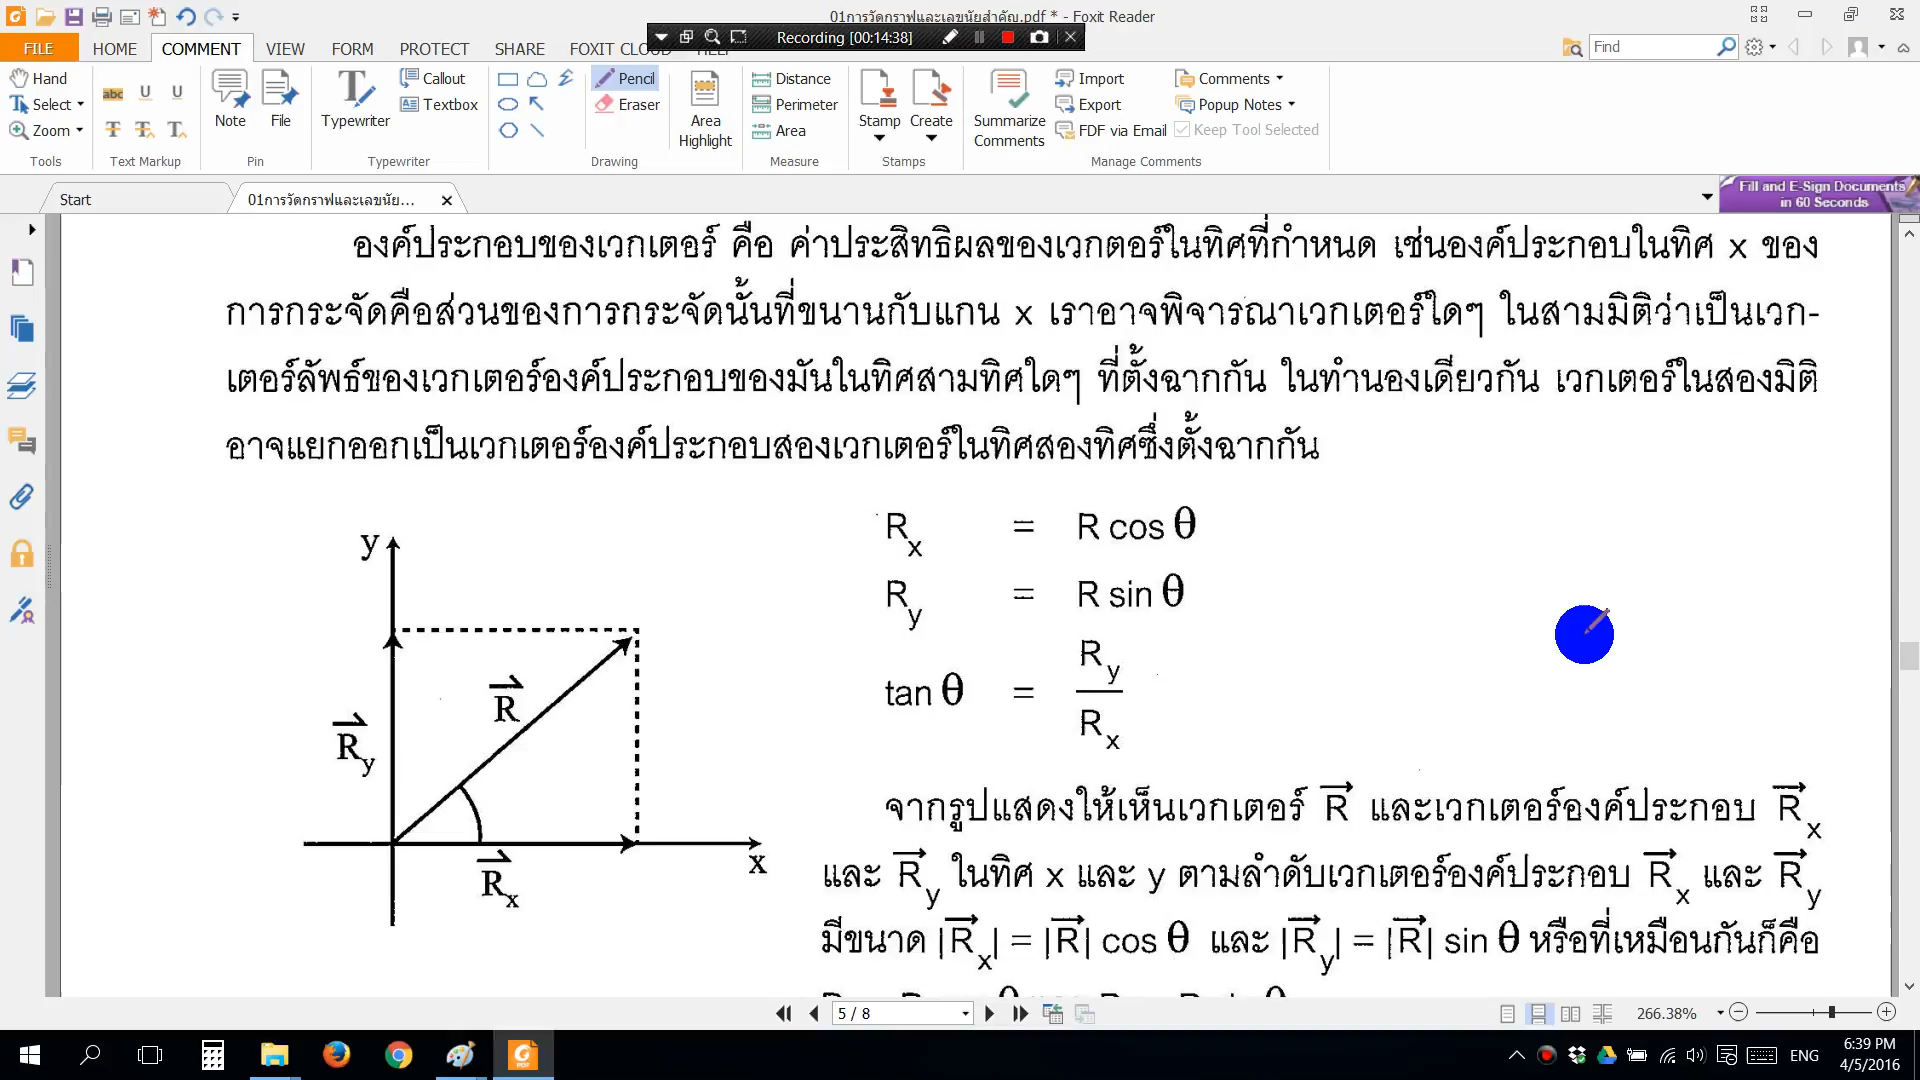 01การวัดกราฟและเลขนัยสำคัญ.pdf * - Foxit Reader
Recording [00:14:38]
FILE HOME COMMENT VIEW FORM PROTECT SHARE FOXIT CLOUD HELP
Find
Hand
Select
Zoom
Tools
Text Markup
Note
File
Pin
Typewriter
Callout
Textbox
Typewriter
Pencil
Eraser
Drawing
Area Highlight
Distance
Perimeter
Area
Measure
Stamp
Create
Stamps
Summarize Comments
Import
Export
FDF via Email
Comments
Popup Notes
Keep Tool Selected
Manage Comments
Start
01การวัดกราฟและเลขนัย...
Fill and E-Sign Documents
in 60 Seconds
องค์ประกอบของเวกเตอร์ คือ ค่าประสิทธิผลของเวกตอร์ในทิศที่กำหนด เช่นองค์ประกอบในทิศ x ของ
การกระจัดคือส่วนของการกระจัดนั้นที่ขนานกับแกน x เราอาจพิจารณาเวกเตอร์ใดๆ ในสามมิติว่าเป็นเวก-
เตอร์ลัพธ์ของเวกเตอร์องค์ประกอบของมันในทิศสามทิศใดๆ ที่ตั้งฉากกัน ในทำนองเดียวกัน เวกเตอร์ในสองมิติ
อาจแยกออกเป็นเวกเตอร์องค์ประกอบสองเวกเตอร์ในทิศสองทิศซึ่งตั้งฉากกัน
R_x = R cos θ
R_y = R sin θ
tan θ = R_y / R_x
y
R⃗
R⃗_y
R⃗_x
x
จากรูปแสดงให้เห็นเวกเตอร์ R⃗ และเวกเตอร์องค์ประกอบ R⃗_x
และ R⃗_y ในทิศ x และ y ตามลำดับเวกเตอร์องค์ประกอบ R⃗_x และ R⃗_y
มีขนาด |R⃗_x| = |R⃗| cos θ และ |R⃗_y| = |R⃗| sin θ หรือที่เหมือนกันก็คือ
5 / 8
266.38%
ENG
6:39 PM
4/5/2016